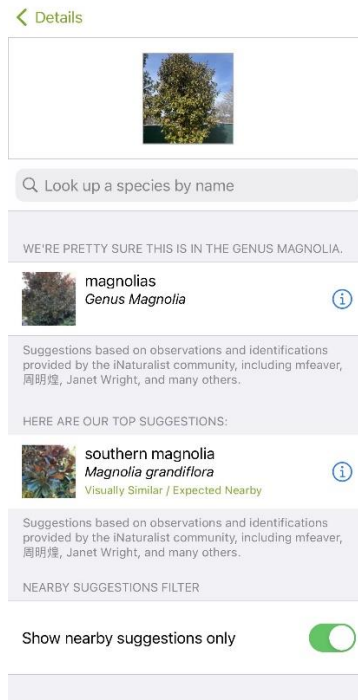 Details
Look up a species by name
WE'RE PRETTY SURE THIS IS IN THE GENUS MAGNOLIA.
magnolias
Genus Magnolia
Suggestions based on observations and identifications
provided by the iNaturalist community, including mfeaver,
周明煌, Janet Wright, and many others.
HERE ARE OUR TOP SUGGESTIONS:
southern magnolia
Magnolia grandiflora
Visually Similar / Expected Nearby
Suggestions based on observations and identifications
provided by the iNaturalist community, including mfeaver,
周明煌, Janet Wright, and many others.
NEARBY SUGGESTIONS FILTER
Show nearby suggestions only